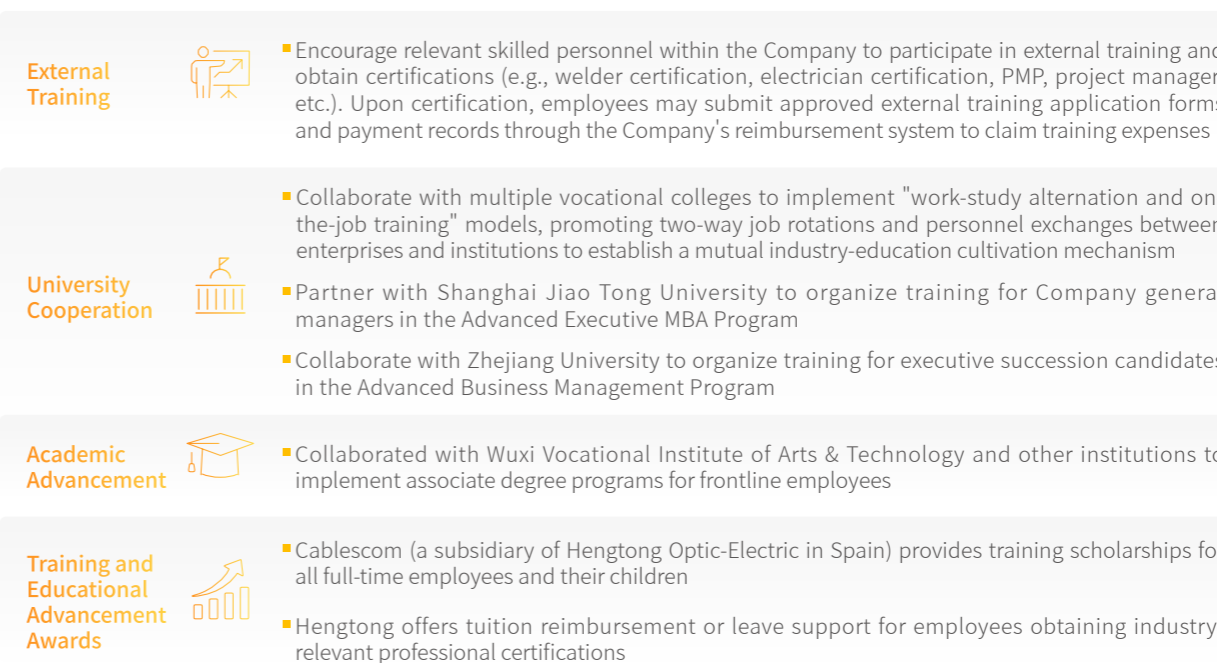 External
Training
Encourage relevant skilled personnel within the Company to participate in external training and
obtain certifications (e.g., welder certification, electrician certification, PMP, project manager
etc.). Upon certification, employees may submit approved external training application forms
and payment records through the Company's reimbursement system to claim training expenses
University
Cooperation
Collaborate with multiple vocational colleges to implement "work-study alternation and on-
the-job training" models, promoting two-way job rotations and personnel exchanges between
enterprises and institutions to establish a mutual industry-education cultivation mechanism
Partner with Shanghai Jiao Tong University to organize training for Company genera
managers in the Advanced Executive MBA Program
Collaborate with Zhejiang University to organize training for executive succession candidates
in the Advanced Business Management Program
Academic
Advancement
Collaborated with Wuxi Vocational Institute of Arts & Technology and other institutions to
implement associate degree programs for frontline employees
Training and
Educational
Advancement
Awards
Cablescom (a subsidiary of Hengtong Optic-Electric in Spain) provides training scholarships fo
all full-time employees and their children
Hengtong offers tuition reimbursement or leave support for employees obtaining industry-
relevant professional certifications